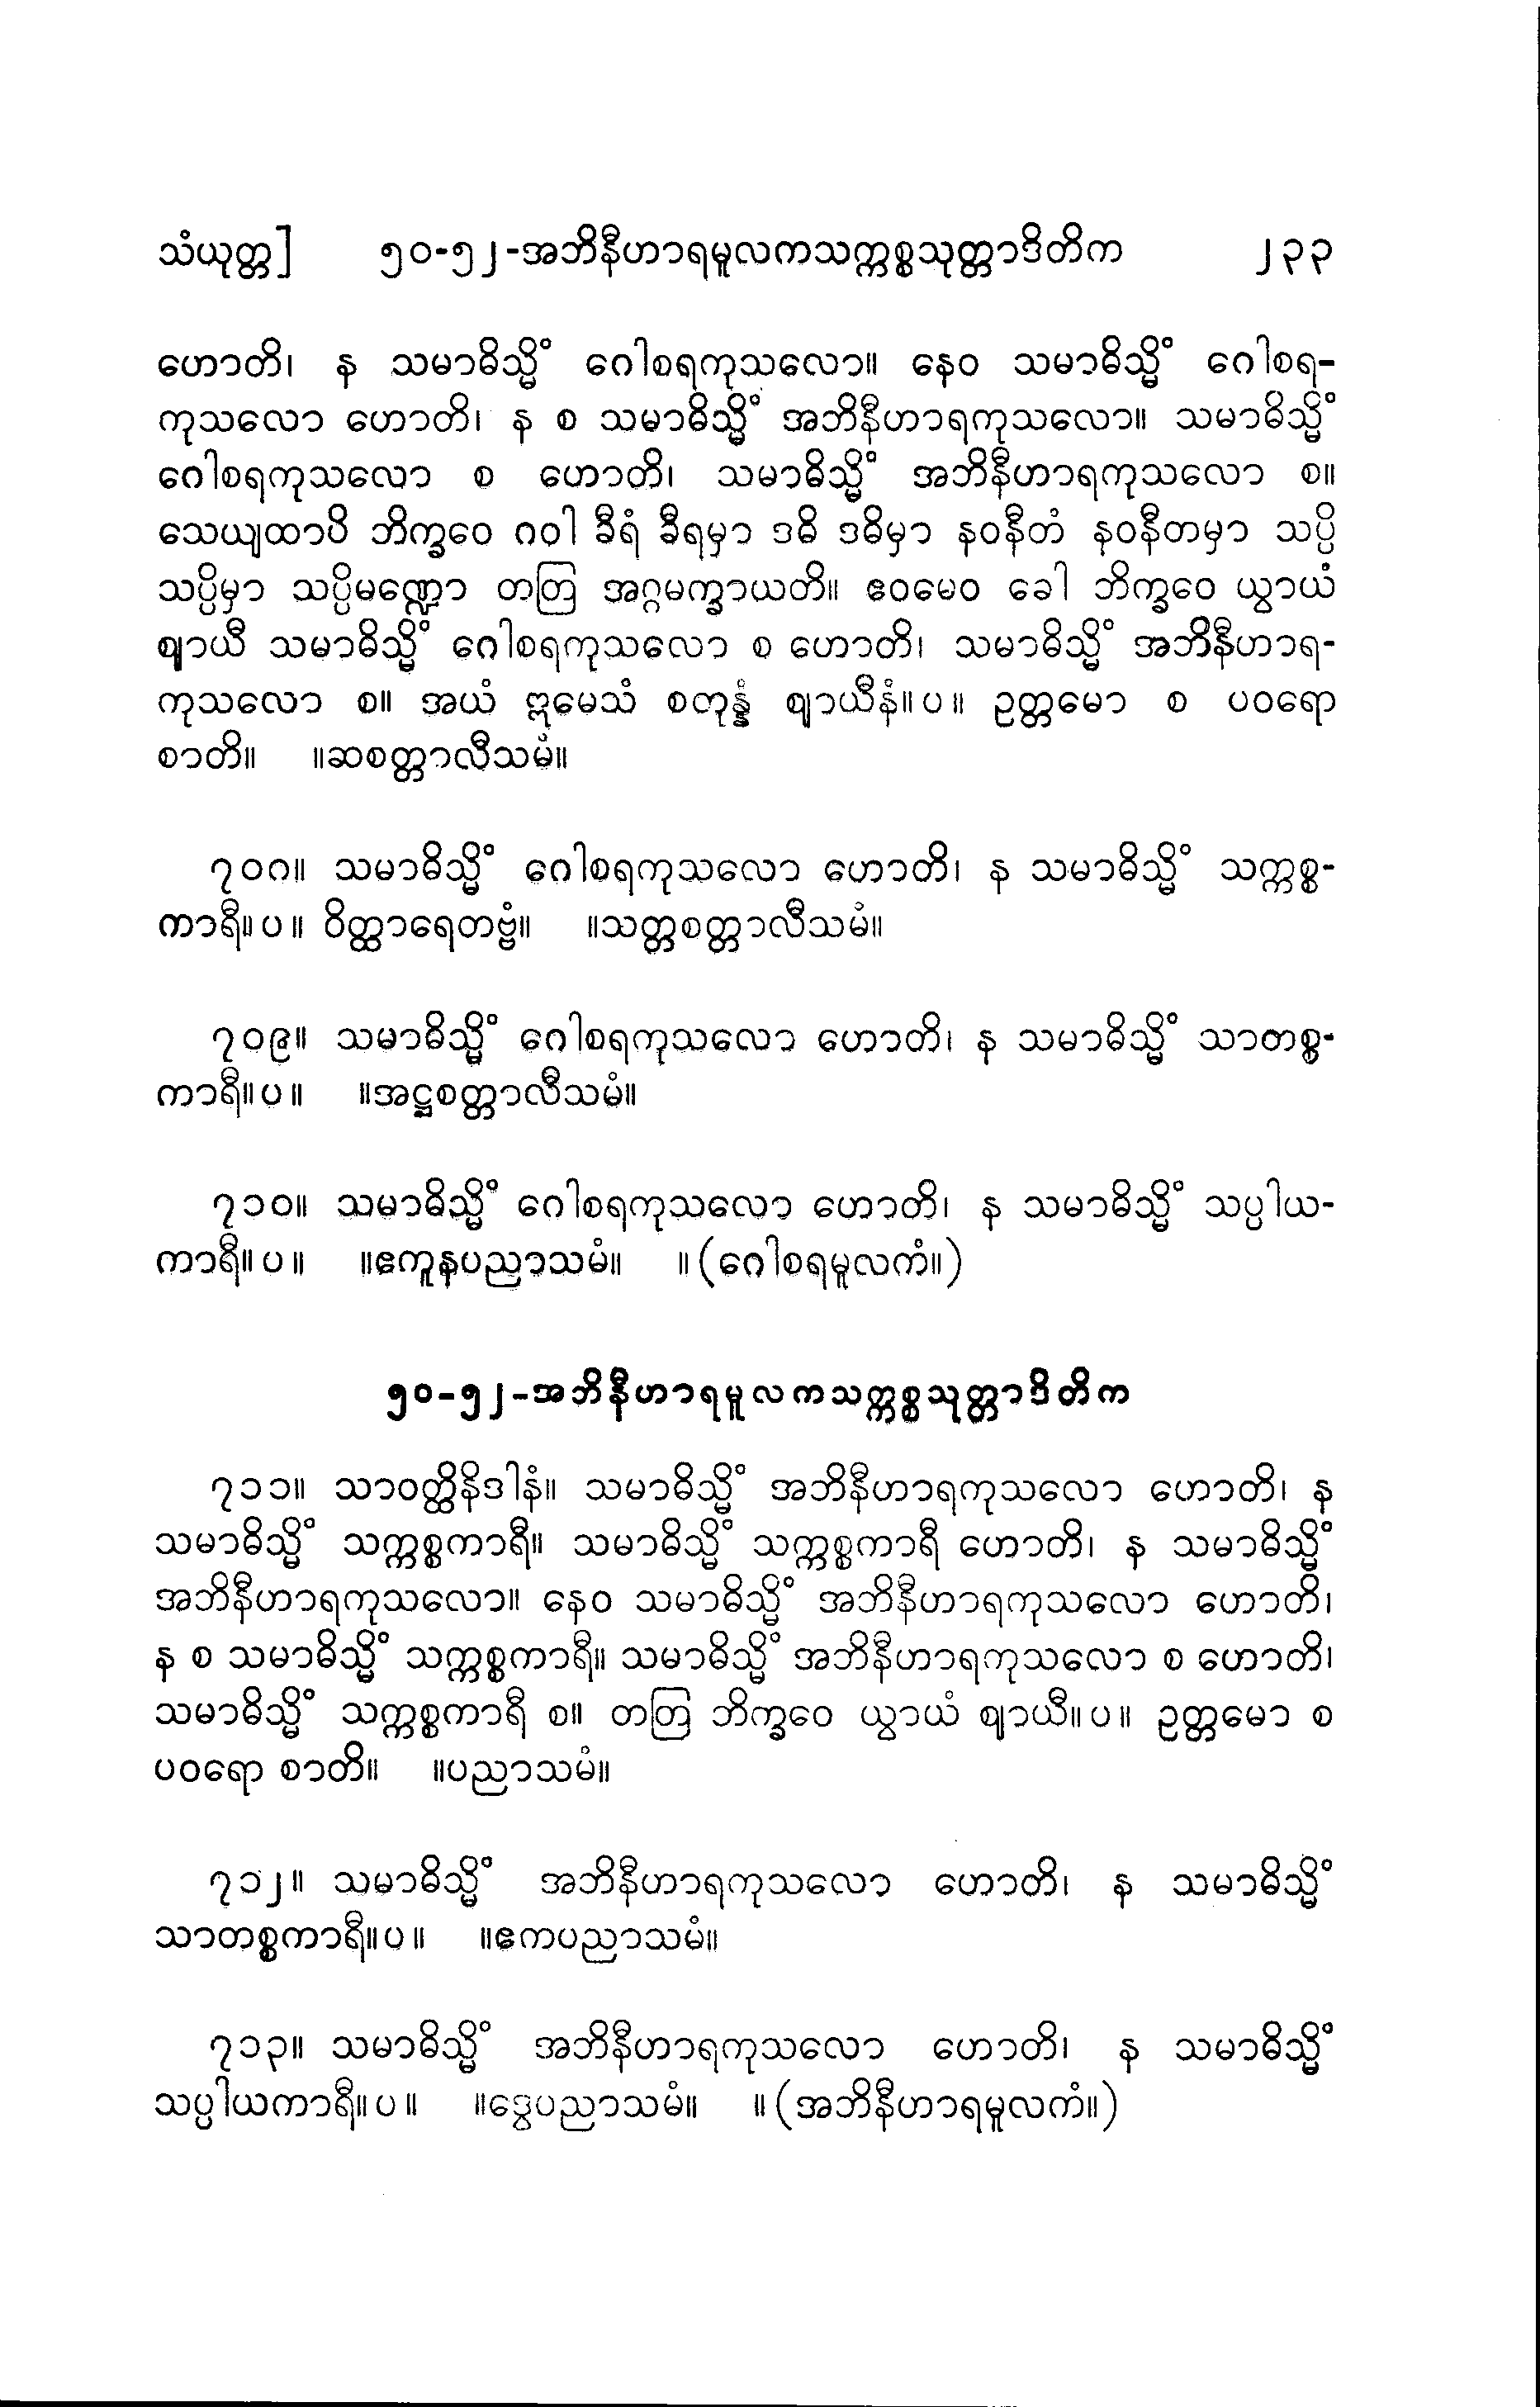 သံယုတ္တ] ၅၀-၅၂-အဘိနီဟာရမူလကသက္ကစ္စသုတ္တာဒိတိက ၂၃၃
ဟောတိ၊ န သမာဓိသ္မိံ ဂေါစရကုသလော။ နေဝ သမာဓိသ္မိံ ဂေါစရ-
ကုသလော ဟောတိ၊ န စ သမာဓိသ္မိံ အဘိနီဟာရကုသလော။ သမာဓိသ္မိံ
ဂေါစရကုသလော စ ဟောတိ၊ သမာဓိသ္မိံ အဘိနီဟာရကုသလော စ။
သေယျထာပိ ဘိက္ခဝေ ဂဝါ ခီရံ ခီရမှာ ဒဓိ ဒဓိမှာ နဝနီတံ နဝနီတမှာ သပ္ပိ
သပ္ပိမှာ သပ္ပိမဏ္ဍော တတြ အဂ္ဂမက္ခာယတိ။ ဧဝမေဝ ခေါ ဘိက္ခဝေ ယွာယံ
ဈာယီ သမာဓိသ္မိံ ဂေါစရကုသလော စ ဟောတိ၊ သမာဓိသ္မိံ အဘိနီဟာရ-
ကုသလော စ။ အယံ ဣမေသံ စတုန္နံ ဈာယီနံ။ပ။ ဥတ္တမော စ ပဝရော
စာတိ။ ။ဆစတ္တာလီသမံ။
၇၀ဂ။ သမာဓိသ္မိံ ဂေါစရကုသလော ဟောတိ၊ န သမာဓိသ္မိံ သက္ကစ္စ-
ကာရီ။ပ။ ဝိတ္ထာရေတဗ္ဗံ။ ။သတ္တစတ္တာလီသမံ။
၇၀၉။ သမာဓိသ္မိံ ဂေါစရကုသလော ဟောတိ၊ န သမာဓိသ္မိံ သာတစ္စ-
ကာရီ။ပ။ ။အဋ္ဌစတ္တာလီသမံ။
၇၁၀။ သမာဓိသ္မိံ ဂေါစရကုသလော ဟောတိ၊ န သမာဓိသ္မိံ သပ္ပါယ-
ကာရီ။ပ။ ။ဧကူနပညာသမံ။ ။(ဂေါစရမူလကံ။)
၅၀-၅၂-အဘိနီဟာရမူလကသက္ကစ္စသုတ္တာဒိတိက
၇၁၁။ သာဝတ္ထိနိဒါနံ။ သမာဓိသ္မိံ အဘိနီဟာရကုသလော ဟောတိ၊ န
သမာဓိသ္မိံ သက္ကစ္စကာရီ။ သမာဓိသ္မိံ သက္ကစ္စကာရီ ဟောတိ၊ န သမာဓိသ္မိံ
အဘိနီဟာရကုသလော။ နေဝ သမာဓိသ္မိံ အဘိနီဟာရကုသလော ဟောတိ၊
န စ သမာဓိသ္မိံ သက္ကစ္စကာရီ။ သမာဓိသ္မိံ အဘိနီဟာရကုသလော စ ဟောတိ၊
သမာဓိသ္မိံ သက္ကစ္စကာရီ စ။ တတြ ဘိက္ခဝေ ယွာယံ ဈာယီ။ပ။ ဥတ္တမော စ
ပဝရော စာတိ။ ။ပညာသမံ။
၇၁၂။ သမာဓိသ္မိံ အဘိနီဟာရကုသလော ဟောတိ၊ န သမာဓိသ္မိံ
သာတစ္စကာရီ။ပ။ ။ဧကပညာသမံ။
၇၁၃။ သမာဓိသ္မိံ အဘိနီဟာရကုသလော ဟောတိ၊ န သမာဓိသ္မိံ
သပ္ပါယကာရီ။ပ။ ။ဒွေပညာသမံ။ ။(အဘိနီဟာရမူလကံ။)